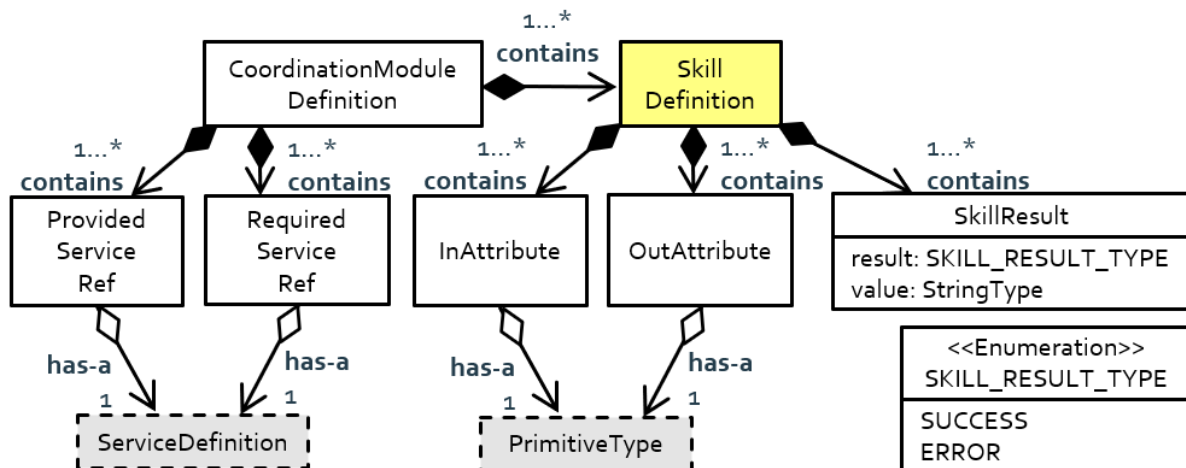 1...*
contains
CoordinationModule
Definition
Skill
Definition
1...*
contains
1...*
contains
1...*
contains
1...*
contains
1...*
contains
Provided
Service
Ref
Required
Service
Ref
InAttribute
OutAttribute
SkillResult
result: SKILL_RESULT_TYPE
value: StringType
has-a
1
has-a
1
has-a
1
has-a
1
ServiceDefinition
PrimitiveType
<<Enumeration>>
SKILL_RESULT_TYPE
SUCCESS
ERROR